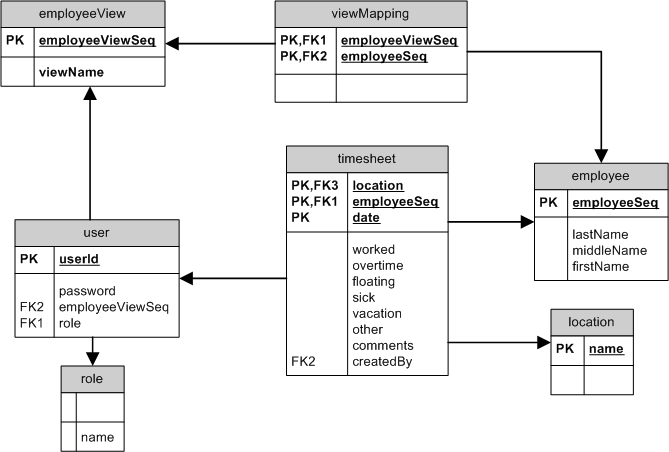 employeeView
PK employeeViewSeq
viewName
viewMapping
PK,FK1 employeeViewSeq
PK,FK2 employeeSeq
timesheet
PK,FK3 location
PK,FK1 employeeSeq
PK date
worked
overtime
floating
sick
vacation
other
comments
FK2 createdBy
employee
PK employeeSeq
lastName
middleName
firstName
user
PK userId
password
FK2 employeeViewSeq
FK1 role
location
PK name
role
name